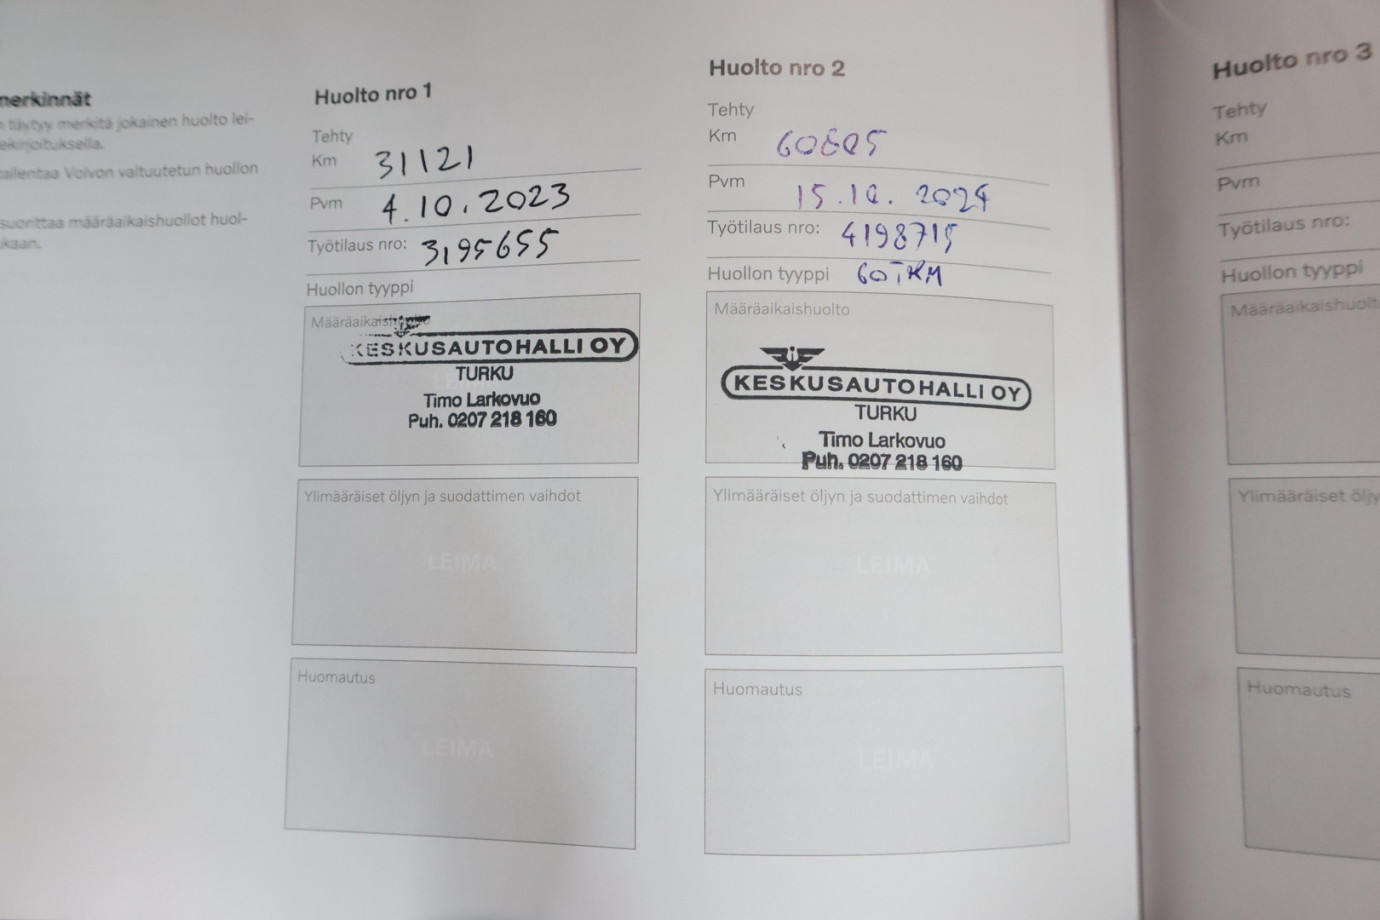 merkinnät
täytyy merkitä jokainen huolto lei-
ekirjoituksella.
tallentaa Volvon valtuutetun huollon
suorittaa määräaikaishuollot huol-
kaan.
Huolto nro 1
Tehty
Km 31121
Pvm 4.10.2023
Työtilaus nro: 3195655
Huollon tyyppi
Määräaikaishuolto
KESKUSAUTOHALLI OY
TURKU
Timo Larkovuo
Puh. 0207 218 160
Ylimääräiset öljyn ja suodattimen vaihdot
LEIMA
Huomautus
LEIMA
Huolto nro 2
Tehty
Km
Pvm 15.10.2024
Työtilaus nro: 4198715
Huollon tyyppi 60TKM
Määräaikaishuolto
KESKUSAUTOHALLI OY
TURKU
Timo Larkovuo
Puh. 0207 218 160
Ylimääräiset öljyn ja suodattimen vaihdot
LEIMA
Huomautus
LEIMA
Huolto nro 3
Tehty
Km
Pvm
Työtilaus nro:
Huollon tyyppi
Määräaikaishuolt
Ylimääräiset öljy
Huomautus